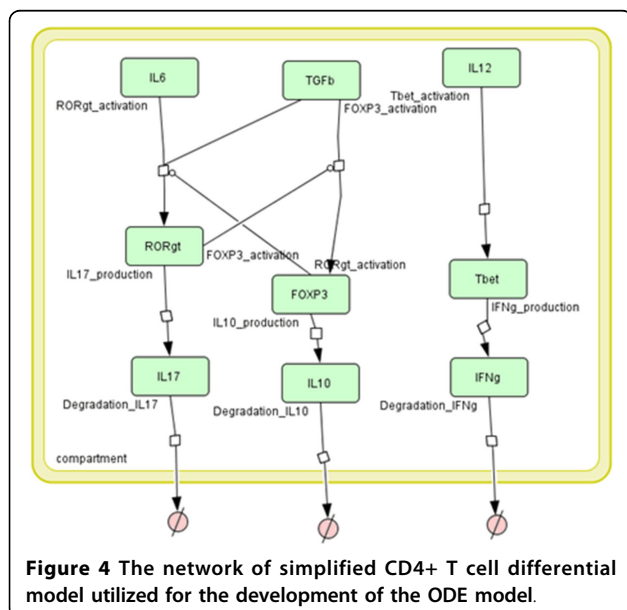 IL6
TGFb
IL12
RORgt_activation
FOXP3_activation
Tbet_activation
RORgt
FOXP3_activation
RORgt_activation
Tbet
IL17_production
FOXP3
IFNg_production
IL10_production
IL17
IL10
IFNg
Degradation_IL17
Degradation_IL10
Degradation_IFNg
compartment
Figure 4 The network of simplified CD4+ T cell differential
model utilized for the development of the ODE model.